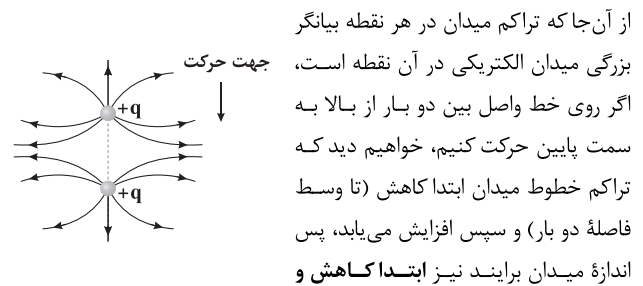 از آن‌جا که تراکم میدان در هر نقطه بیانگر
بزرگی میدان الکتریکی در آن نقطه است،
اگر روی خط واصل بین دو بار از بالا به
سمت پایین حرکت کنیم، خواهیم دید که
تراکم خطوط میدان ابتدا کاهش (تا وسط
فاصلهٔ دو بار) و سپس افزایش می‌یابد، پس
اندازهٔ میدان برایند نیز ابتدا کاهش و
جهت حرکت
+q
+q